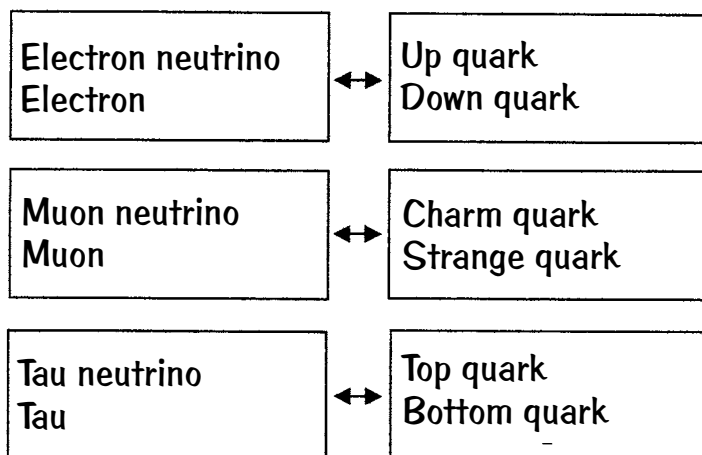 Electron neutrino
Electron
Up quark
Down quark
Muon neutrino
Muon
Charm quark
Strange quark
Tau neutrino
Tau
Top quark
Bottom quark